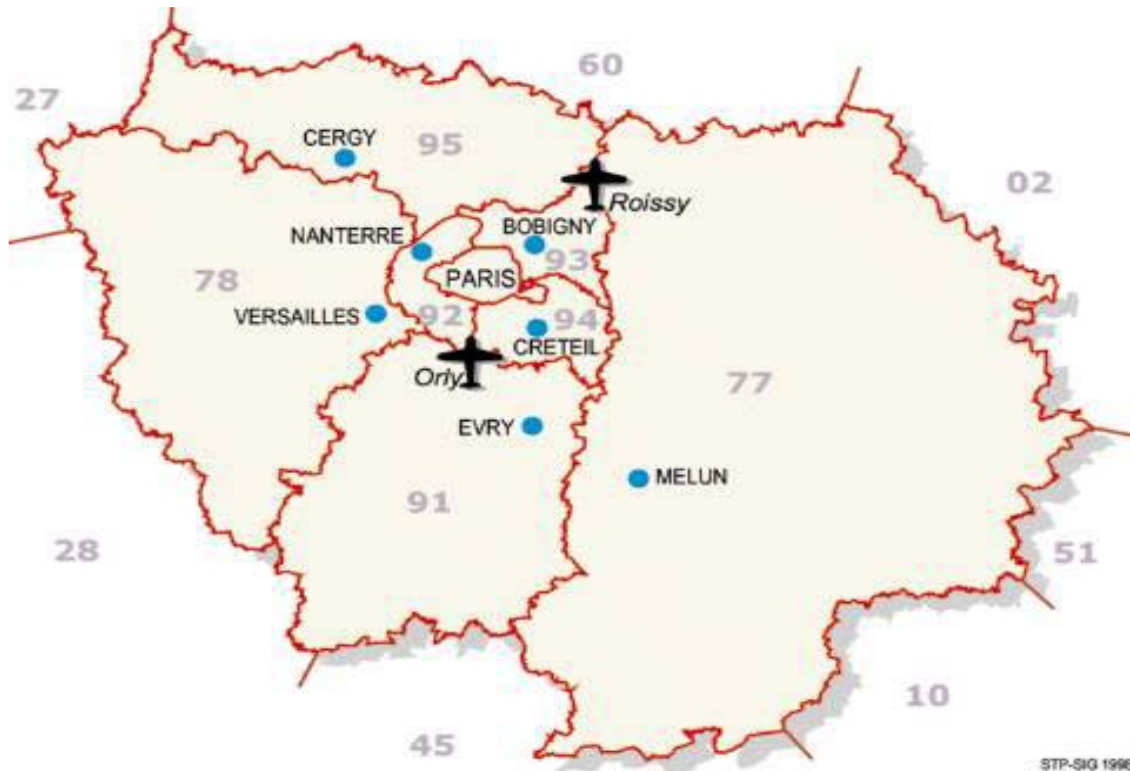 60
27
CERGY
95
02
Roissy
BOBIGNY
NANTERRE
93
PARIS
78
VERSAILLES
92
94
CRETEIL
Orly
77
EVRY
MELUN
91
28
51
10
45
STP-SIG 1998